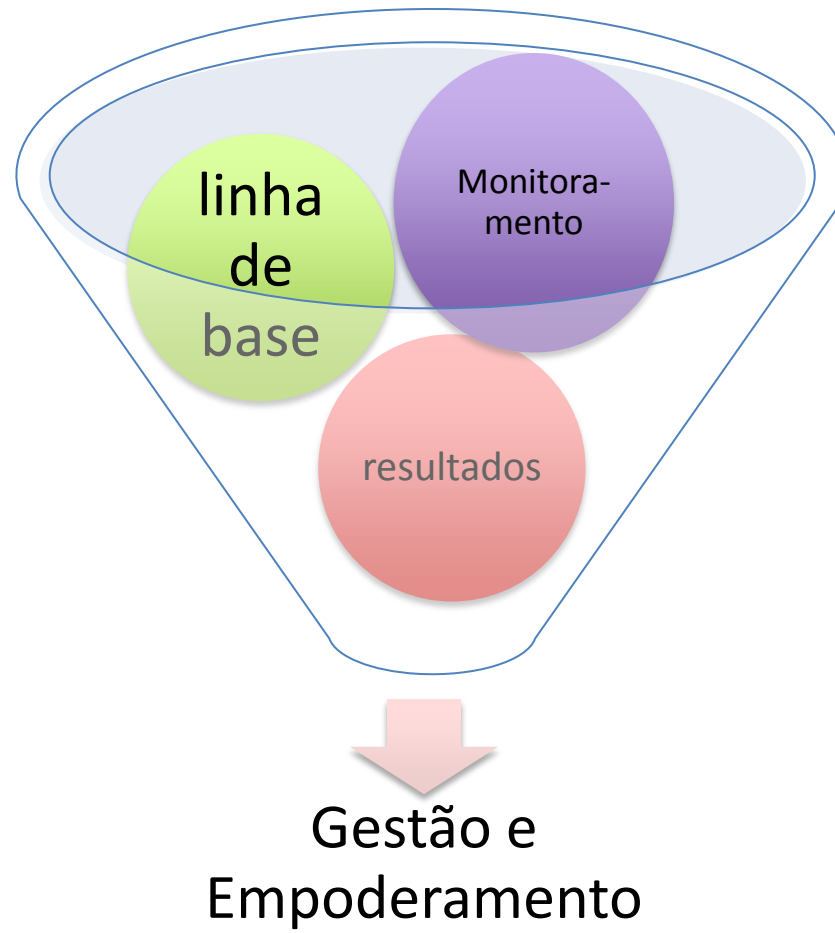 linha
de
base
Monitora-
mento
resultados
Gestão e
Empoderamento